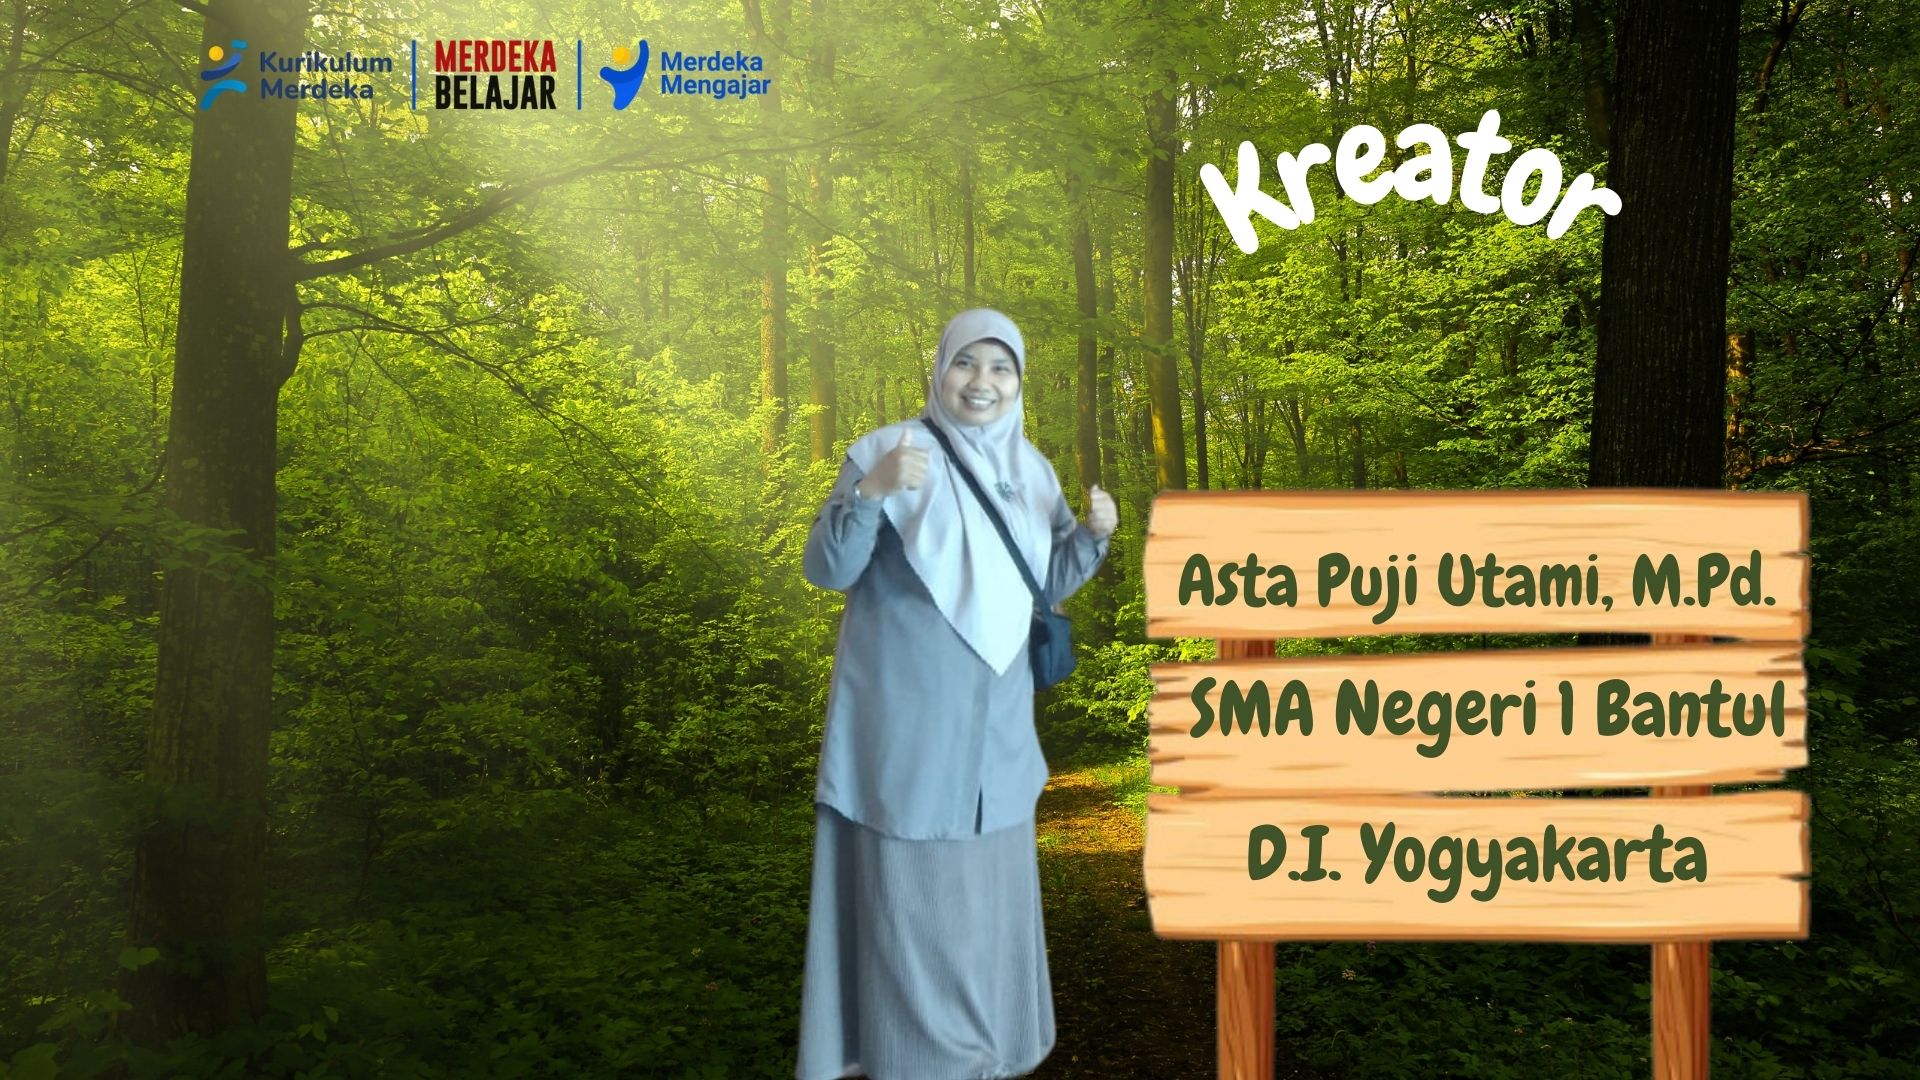 Kurikulum
Merdeka
MERDEKA
BELAJAR
Merdeka
Mengajar
Kreator
Asta Puji Utami, M.Pd.
SMA Negeri 1 Bantul
D.I. Yogyakarta